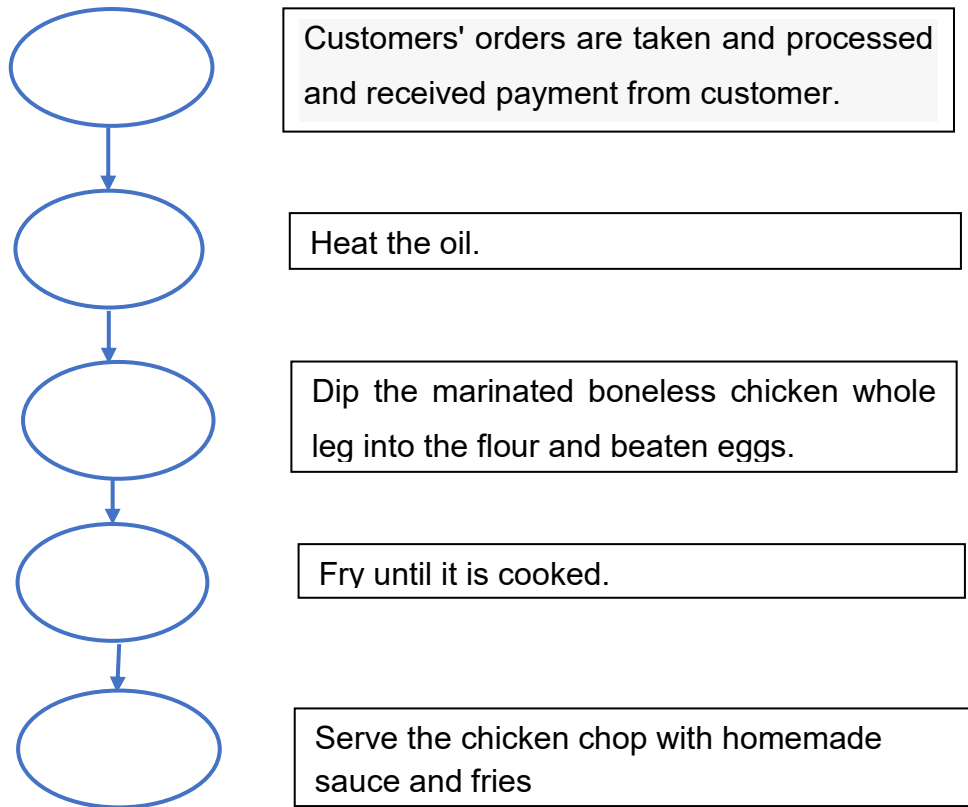 Customers' orders are taken and processed
and received payment from customer.
Heat the oil.
Dip the marinated boneless chicken whole
leg into the flour and beaten eggs.
Fry until it is cooked.
Serve the chicken chop with homemade
sauce and fries